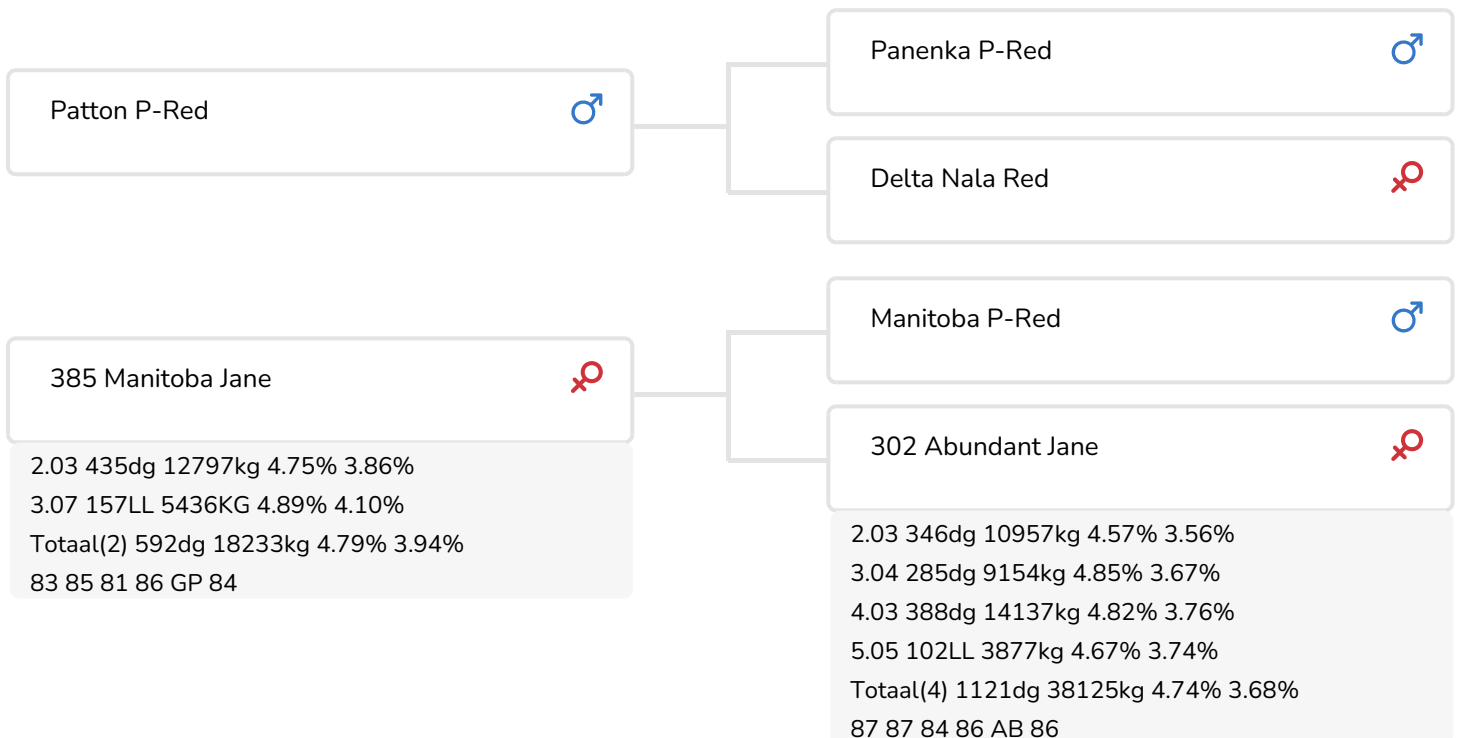 Patton P-Red
Panenka P-Red
Delta Nala Red
385 Manitoba Jane
2.03 435dg 12797kg 4.75% 3.86%
3.07 157LL 5436KG 4.89% 4.10%
Totaal(2) 592dg 18233kg 4.79% 3.94%
83 85 81 86 GP 84
Manitoba P-Red
302 Abundant Jane
2.03 346dg 10957kg 4.57% 3.56%
3.04 285dg 9154kg 4.85% 3.67%
4.03 388dg 14137kg 4.82% 3.76%
5.05 102LL 3877kg 4.67% 3.74%
Totaal(4) 1121dg 38125kg 4.74% 3.68%
87 87 84 86 AB 86